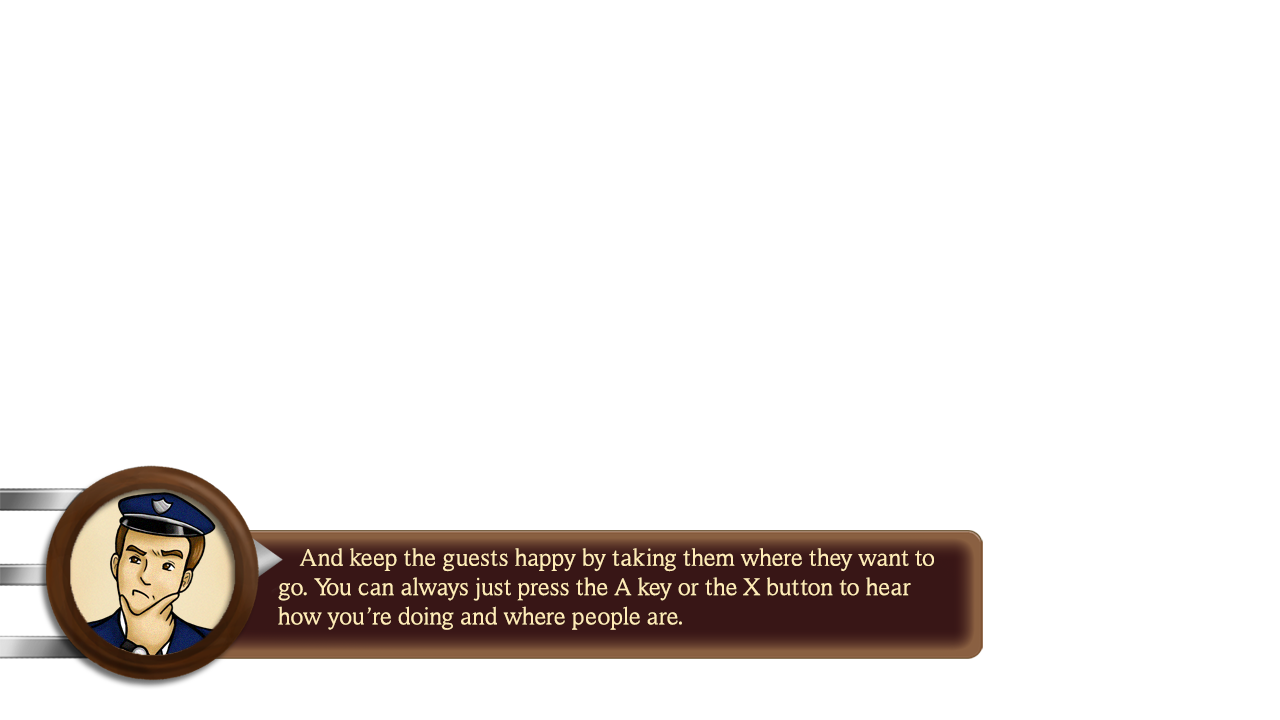 And keep the guests happy by taking them where they want to
go. You can always just press the A key or the X button to hear
how you're doing and where people are.